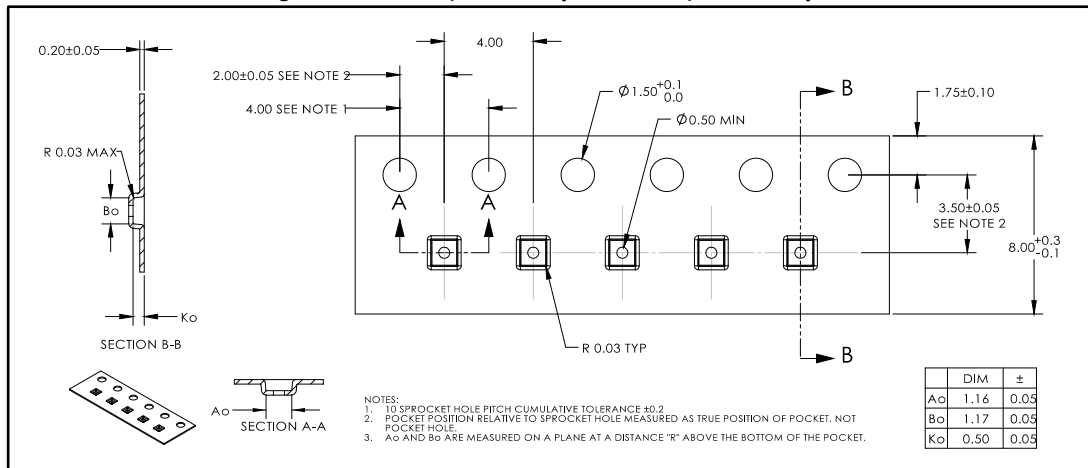 0.20±0.05
4.00
2.00±0.05 SEE NOTE 2
4.00 SEE NOTE 1
Ø1.50 +0.1 0.0
Ø0.50 MIN
B
1.75±0.10
R 0.03 MAX
Bo
A
A
3.50±0.05
SEE NOTE 2
8.00 +0.3 -0.1
Ko
SECTION B-B
R 0.03 TYP
B
Ao
SECTION A-A
NOTES:
1. 10 SPROCKET HOLE PITCH CUMULATIVE TOLERANCE ±0.2
2. POCKET POSITION RELATIVE TO SPROCKET HOLE MEASURED AS TRUE POSITION OF POCKET, NOT
POCKET HOLE.
3. Ao AND Bo ARE MEASURED ON A PLANE AT A DISTANCE "R" ABOVE THE BOTTOM OF THE POCKET.
DIM ±
Ao 1.16 0.05
Bo 1.17 0.05
Ko 0.50 0.05